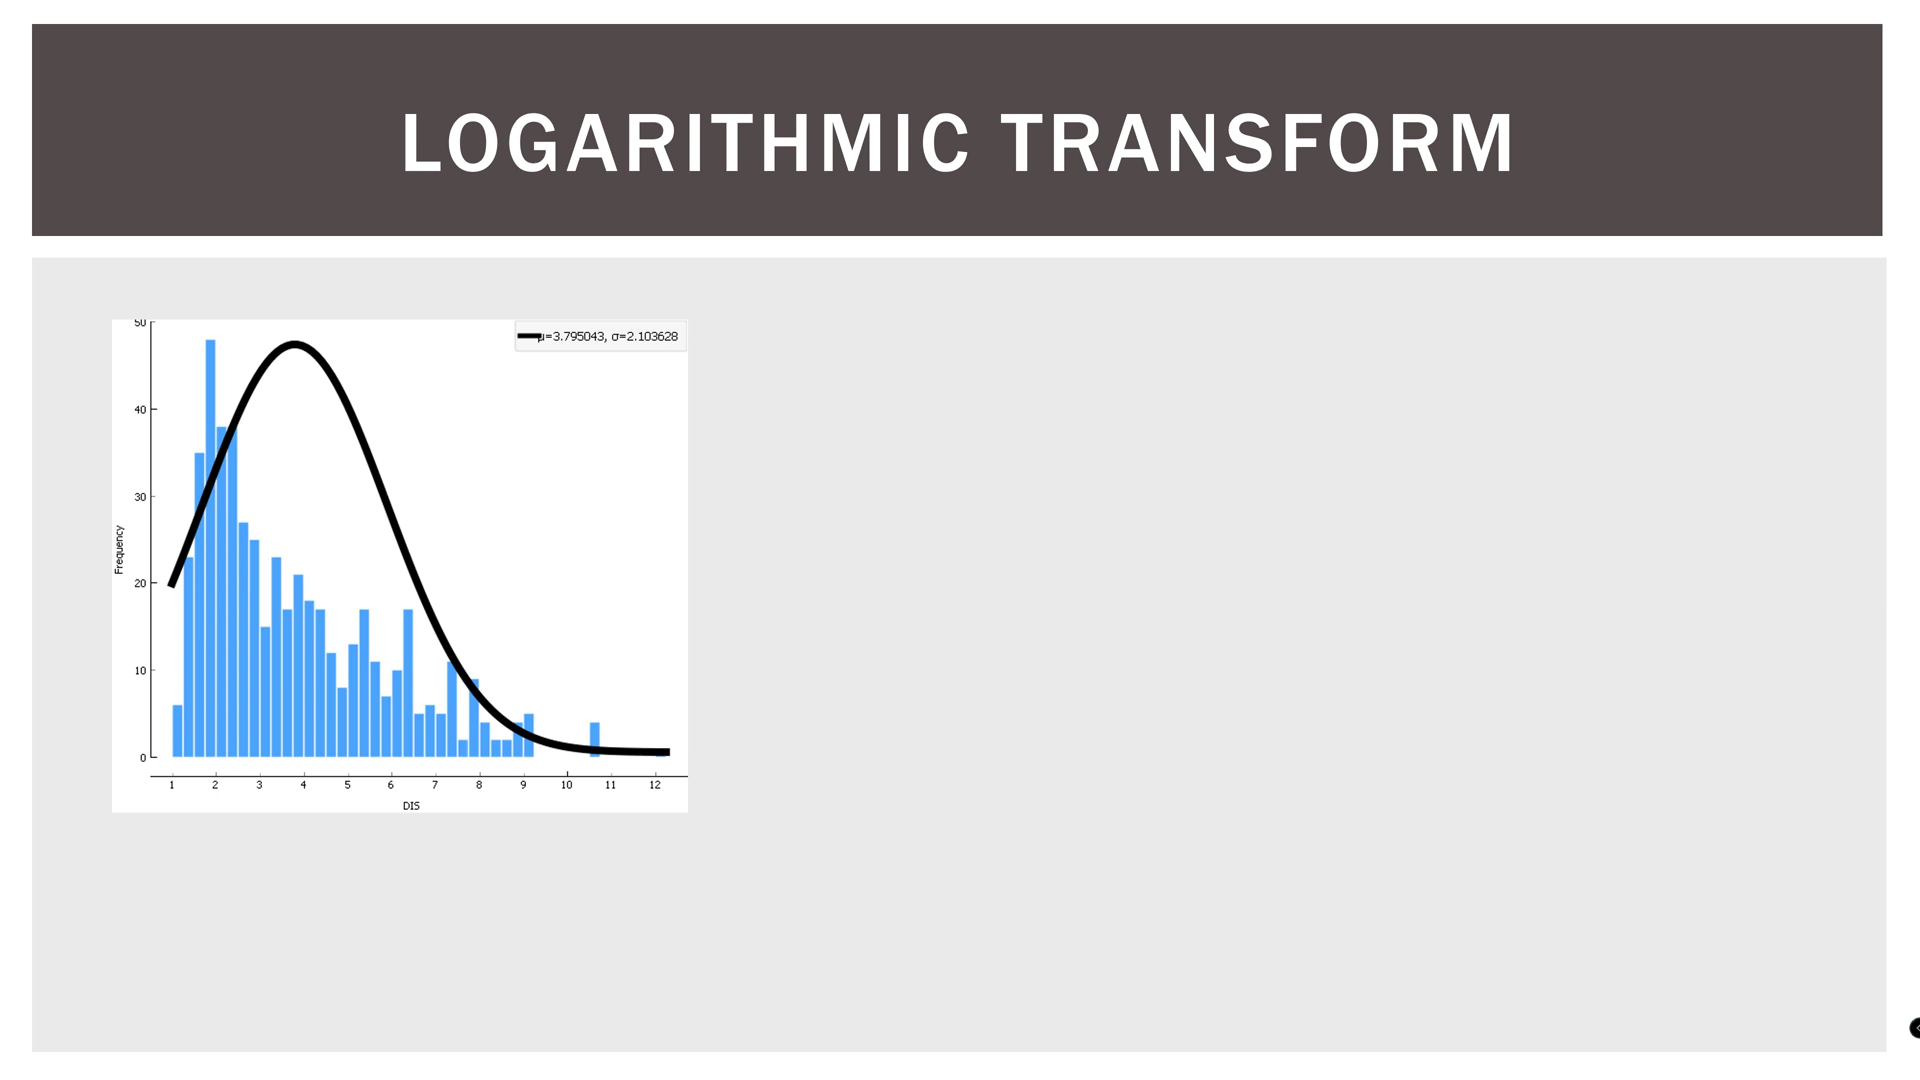 LOGARITHMIC TRANSFORM
50
μ=3.795043, σ=2.103628
40
30
Frequency
20
10
0
1 2 3 4 5 6 7 8 9 10 11 12
DIS